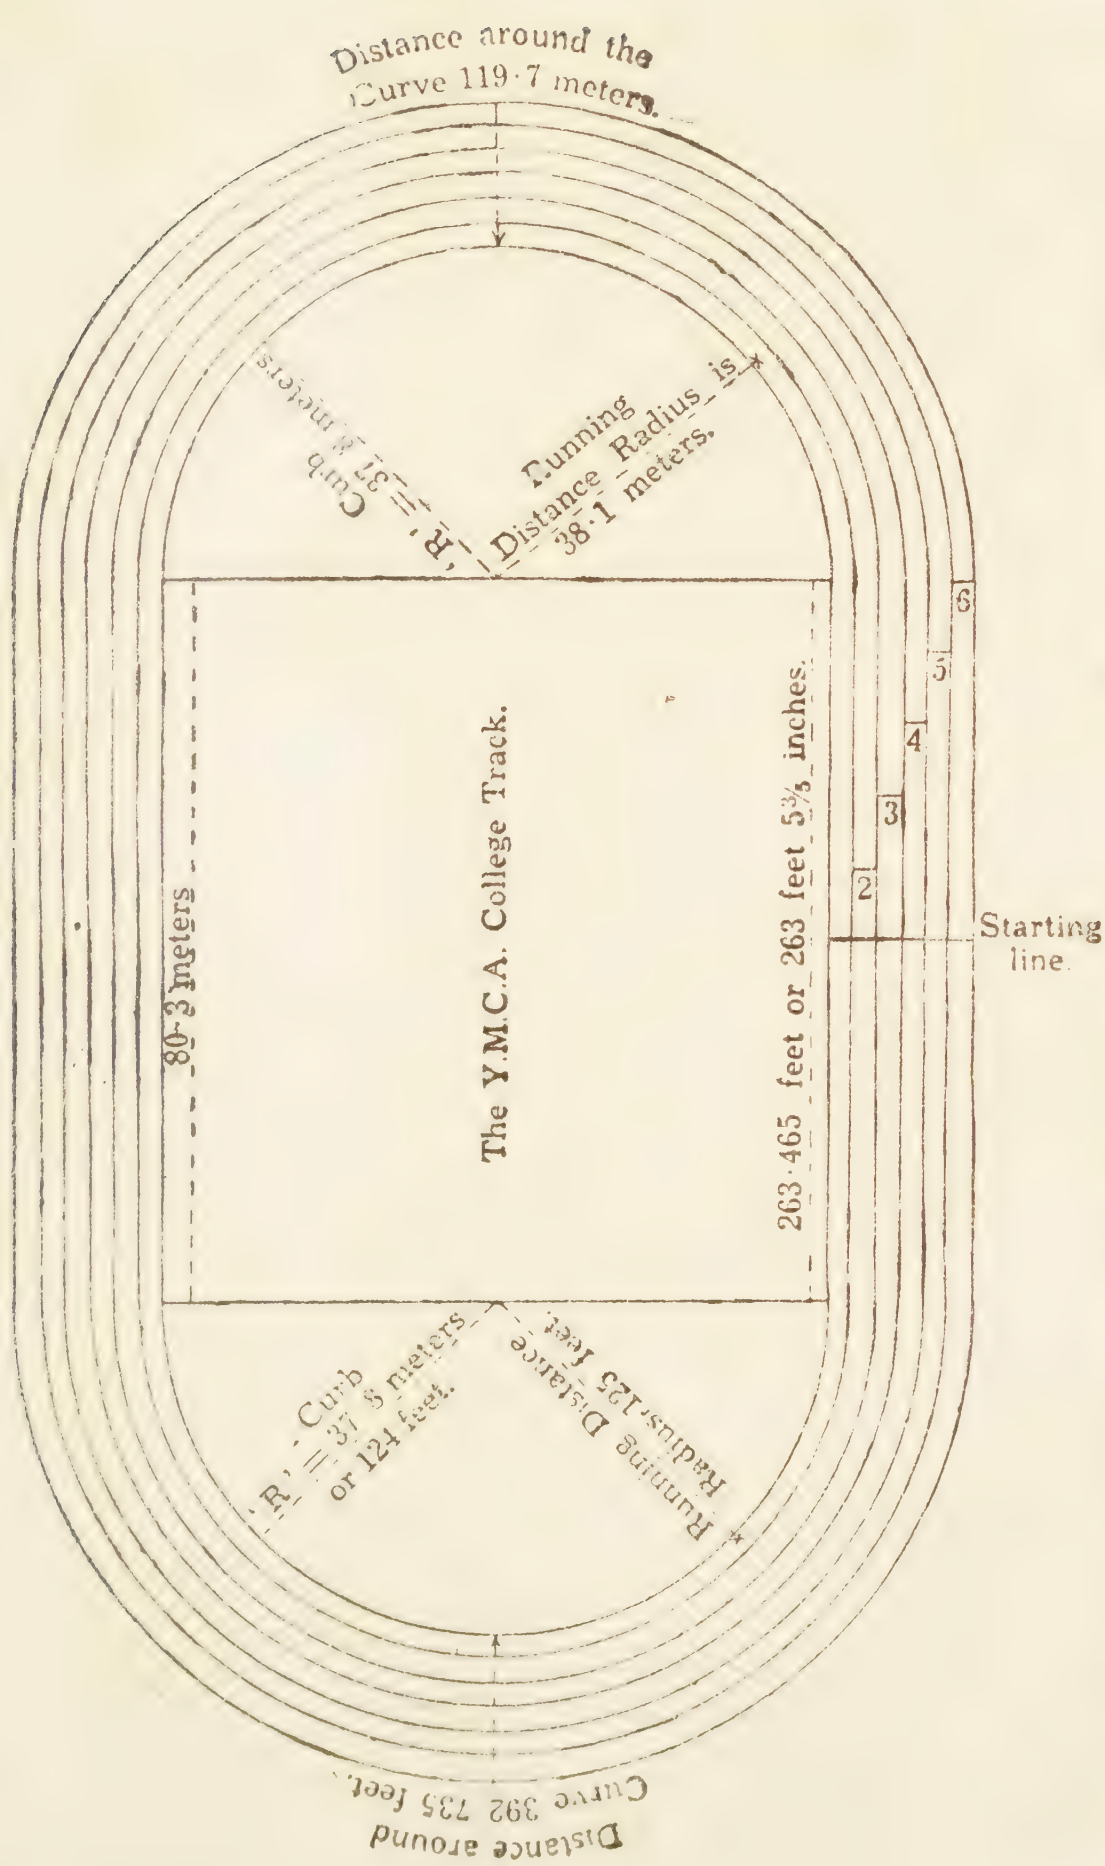 Distance around the
Curve 119·7 meters.
Curb
'R' = 37·8 meters
Running
Distance Radius is
38·1 meters.
6
5
4
3
2
Starting
line.
80·3 meters
The Y.M.C.A. College Track.
263·465 feet or 263 feet 5⅗ inches.
Curb
'R' = 37 8 meters
or 124 feet.
Running Distance
Radius·125 feet.
Distance around
Curve 392 735 feet.